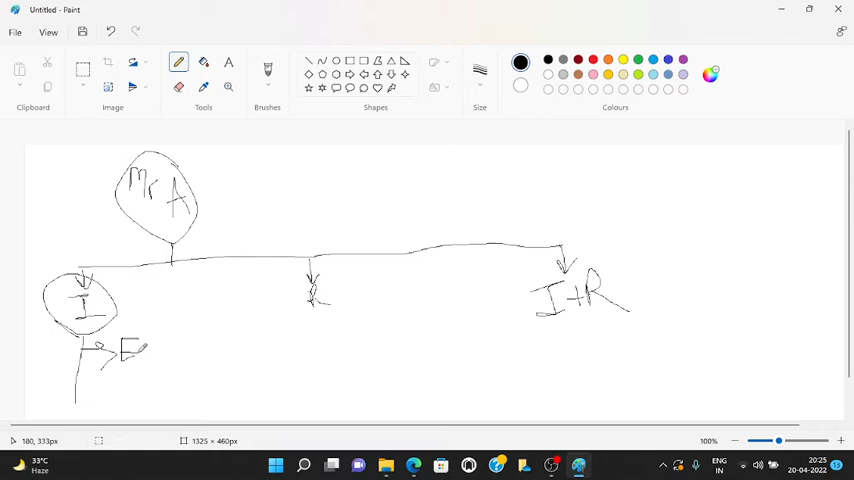 Untitled - Paint
File View
Clipboard Image Tools Brushes Shapes Size Colours
Mr A
I R I+R
180, 333px 1325 × 460px 100%
33°C
Haze
ENG
IN
20:25
20-04-2022
13